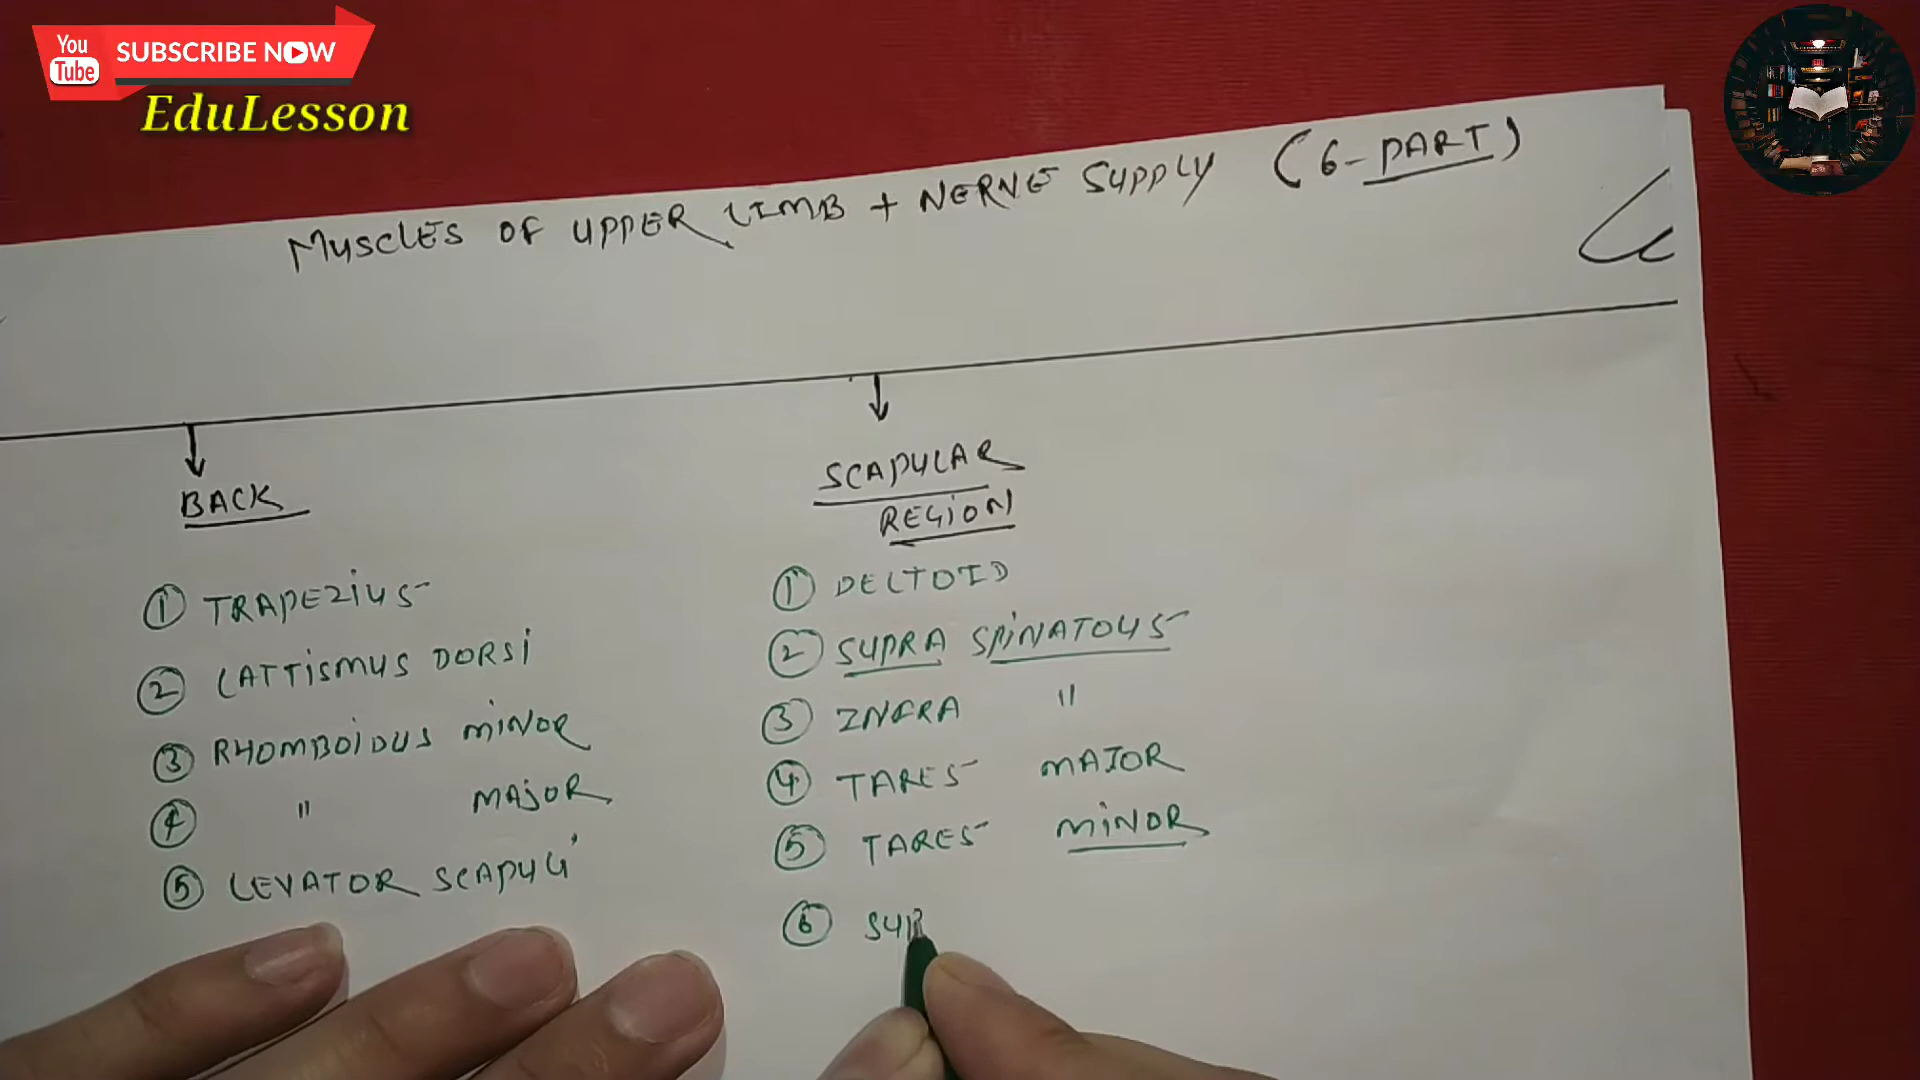 You
Tube
SUBSCRIBE NOW
EduLesson
MUSCLES OF UPPER LIMB + NERVE SUPPLY (6-PART)
BACK
① TRAPEZIUS
② LATTISMUS DORSI
③ RHOMBOIDUS MINOR
④ " MAJOR
⑤ LEVATOR SCAPULI
SCAPULAR
REGION
① DELTOID
② SUPRA SPINATOUS
③ INFRA "
④ TARES MAJOR
⑤ TARES MINOR
⑥ SUB